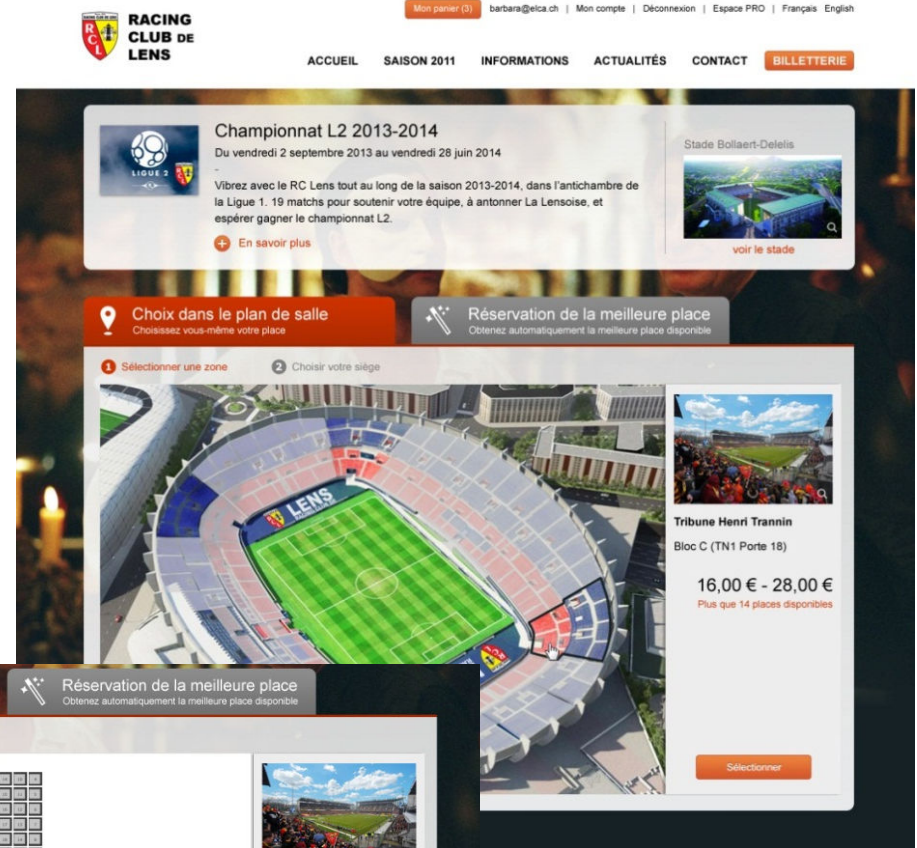 RACING
CLUB DE
LENS
Mon panier (3) barbara@elca.ch | Mon compte | Déconnexion | Espace PRO | Français English
ACCUEIL SAISON 2011 INFORMATIONS ACTUALITÉS CONTACT BILLETTERIE
LIGUE 2
Championnat L2 2013-2014
Du vendredi 2 septembre 2013 au vendredi 28 juin 2014
-
Vibrez avec le RC Lens tout au long de la saison 2013-2014, dans l'antichambre de
la Ligue 1. 19 matchs pour soutenir votre équipe, à antonner La Lensoise, et
espérer gagner le championnat L2.
En savoir plus
Stade Bollaert-Delelis
voir le stade
Choix dans le plan de salle
Choisissez vous-même votre place
Réservation de la meilleure place
Obtenez automatiquement la meilleure place disponible
1 Sélectionner une zone
2 Choisir votre siège
LENS
Tribune Henri Trannin
Bloc C (TN1 Porte 18)
16,00 € - 28,00 €
Plus que 14 places disponibles
Sélectionner
Réservation de la meilleure place
Obtenez automatiquement la meilleure place disponible